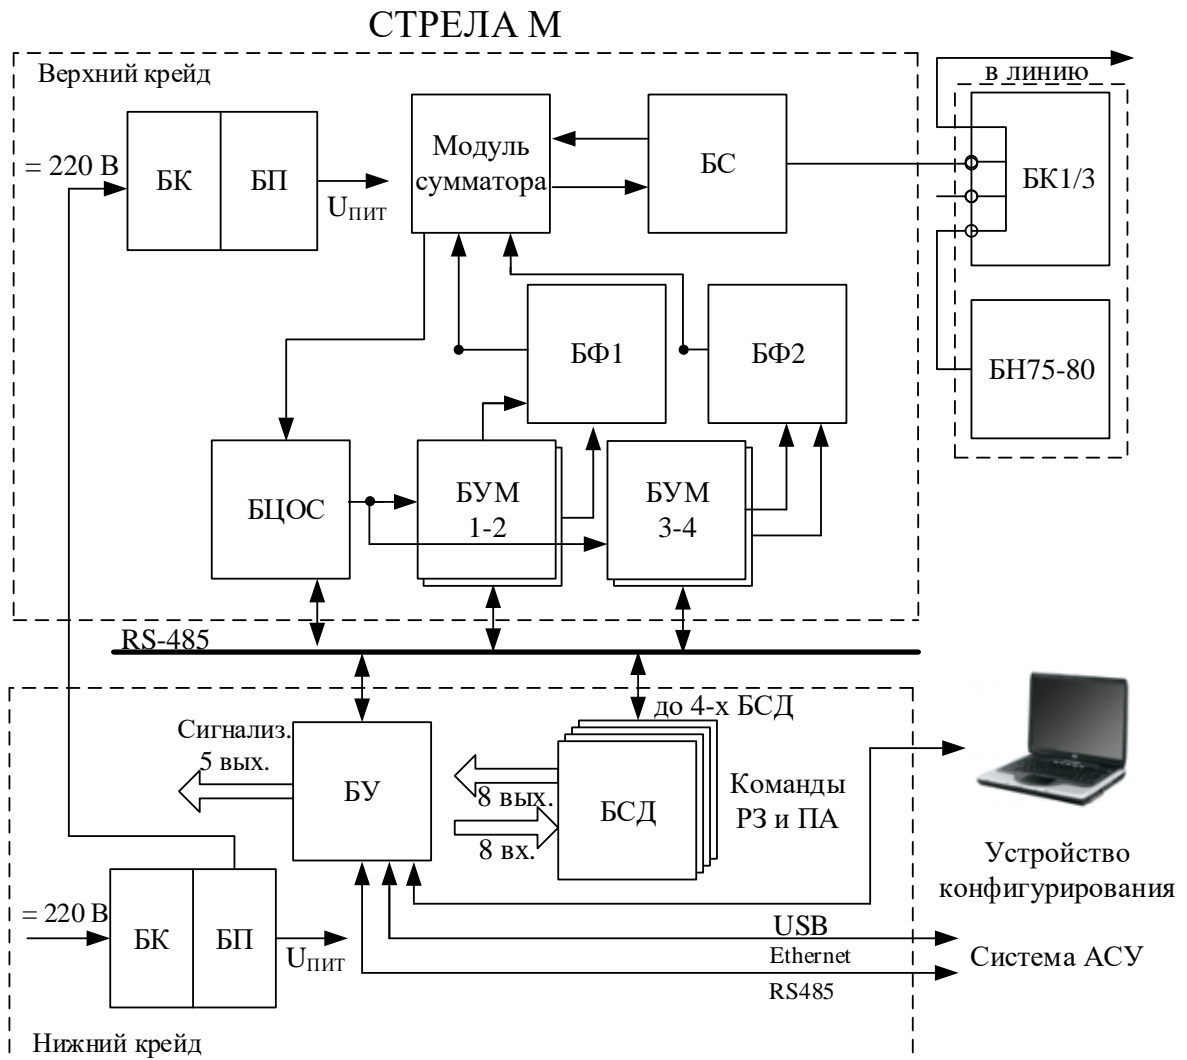 СТРЕЛА М
Верхний крейд
в линию
= 220 В
БК
БП
UПИТ
Модуль
сумматора
БС
БК1/3
БФ1
БФ2
БН75-80
БЦОС
БУМ
1-2
БУМ
3-4
RS-485
до 4-х БСД
Сигнализ.
5 вых.
БУ
8 вых.
8 вх.
БСД
Команды
РЗ и ПА
Устройство
конфигурирования
= 220 В
БК
БП
UПИТ
USB
Ethernet
RS485
Система АСУ
Нижний крейд